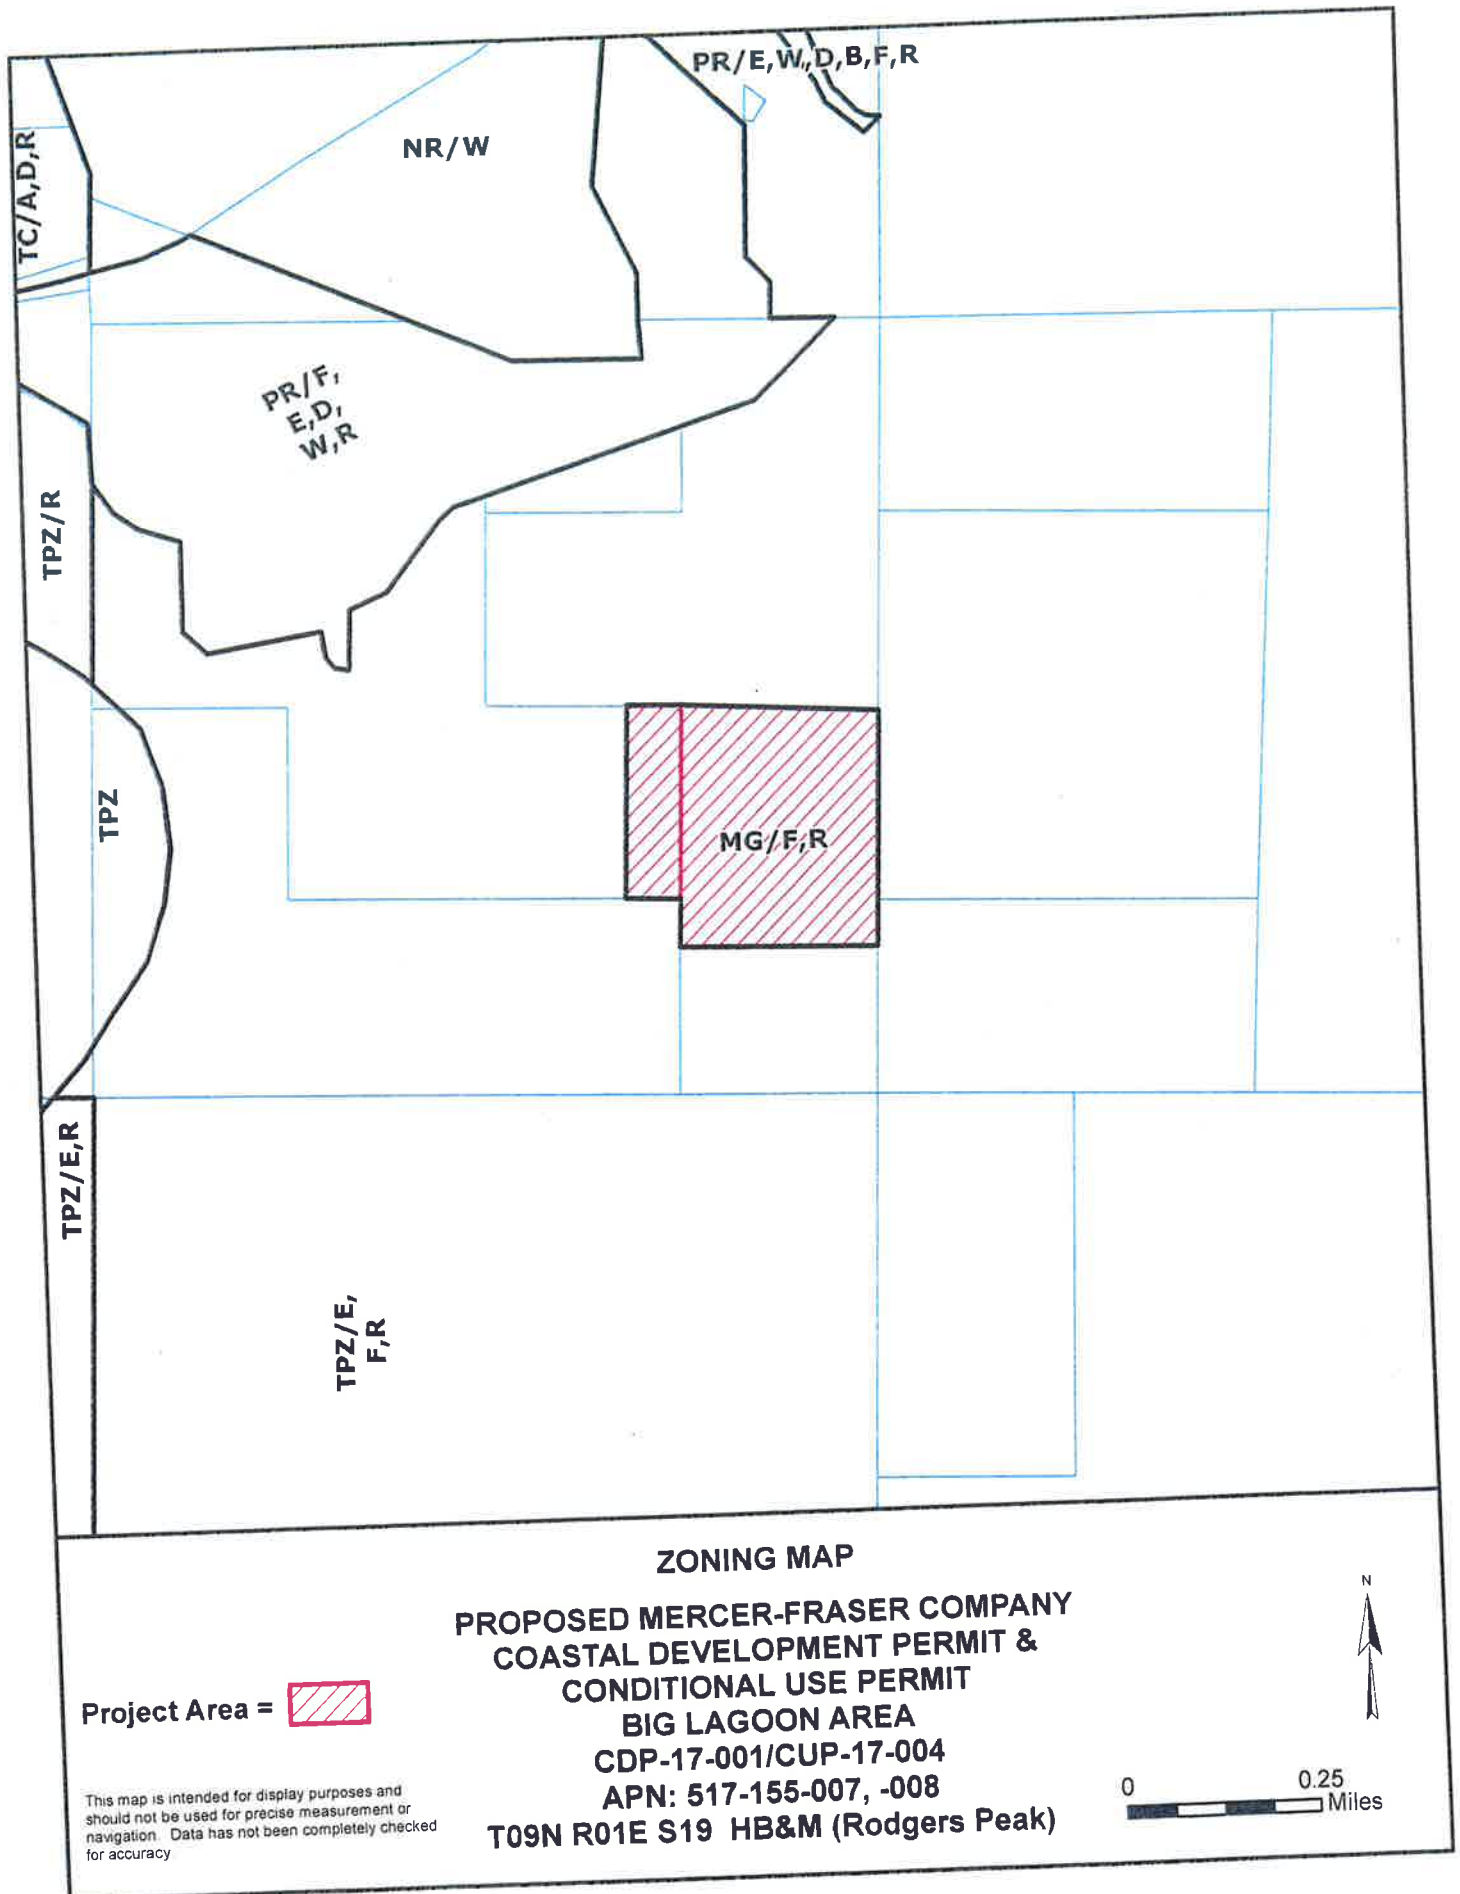 PR/E,W,D,B,F,R
NR/W
TC/A,D,R
PR/F,
E,D,
W,R
TPZ/R
TPZ
MG/F,R
TPZ/E,R
TPZ/E,
F,R
ZONING MAP
PROPOSED MERCER-FRASER COMPANY
COASTAL DEVELOPMENT PERMIT &
CONDITIONAL USE PERMIT
BIG LAGOON AREA
CDP-17-001/CUP-17-004
APN: 517-155-007, -008
T09N R01E S19 HB&M (Rodgers Peak)
Project Area =
This map is intended for display purposes and
should not be used for precise measurement or
navigation. Data has not been completely checked
for accuracy
N
0 0.25
Miles